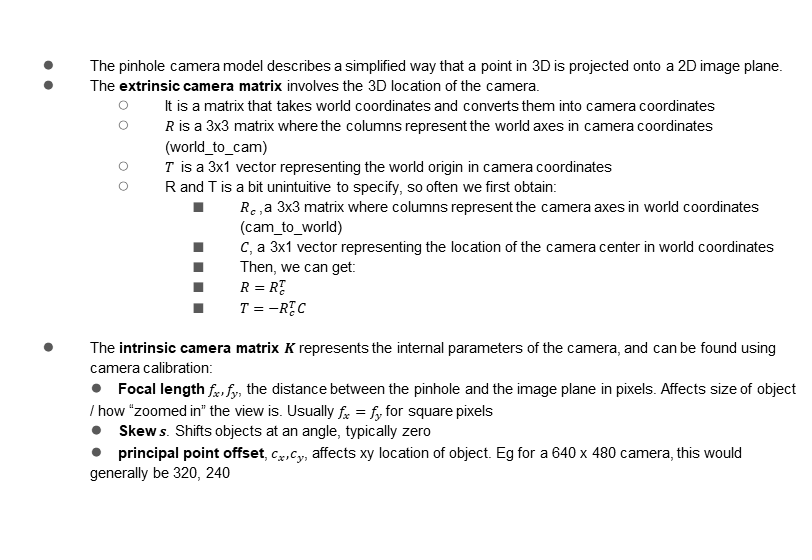 ● The pinhole camera model describes a simplified way that a point in 3D is projected onto a 2D image plane.
● The extrinsic camera matrix involves the 3D location of the camera.
○ It is a matrix that takes world coordinates and converts them into camera coordinates
○ R is a 3x3 matrix where the columns represent the world axes in camera coordinates
(world_to_cam)
○ T is a 3x1 vector representing the world origin in camera coordinates
○ R and T is a bit unintuitive to specify, so often we first obtain:
■ R_c ,a 3x3 matrix where columns represent the camera axes in world coordinates
(cam_to_world)
■ C, a 3x1 vector representing the location of the camera center in world coordinates
■ Then, we can get:
■ R = R_c^T
■ T = −R_c^T C
● The intrinsic camera matrix K represents the internal parameters of the camera, and can be found using
camera calibration:
● Focal length f_x, f_y, the distance between the pinhole and the image plane in pixels. Affects size of object
/ how “zoomed in” the view is. Usually f_x = f_y for square pixels
● Skew s. Shifts objects at an angle, typically zero
● principal point offset, c_x,c_y, affects xy location of object. Eg for a 640 x 480 camera, this would
generally be 320, 240